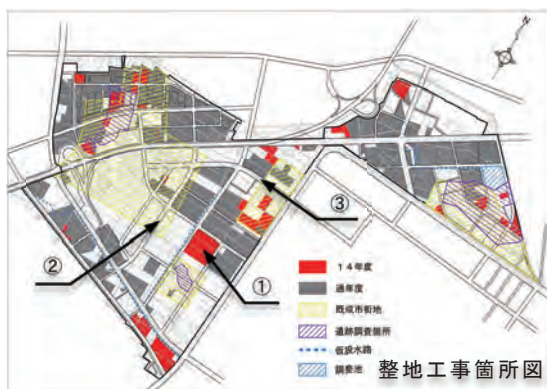 N
③
②
①
14年度
過年度
既成市街地
遺跡調査箇所
仮設水路
調整池
整地工事箇所図